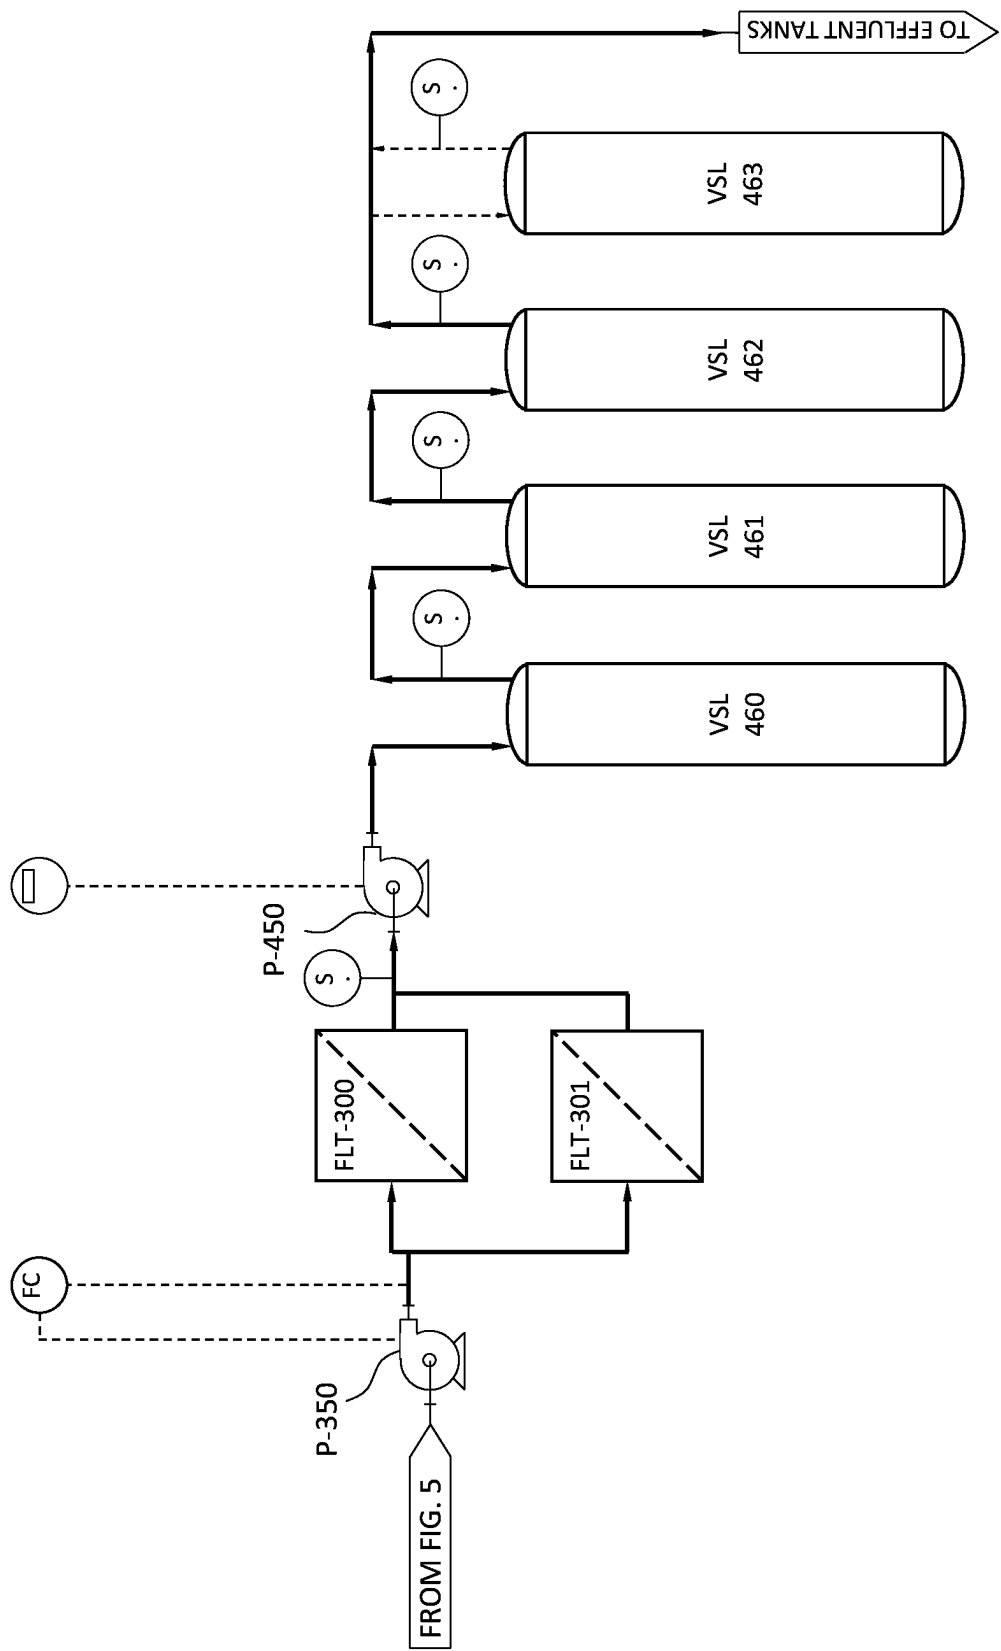 FROM FIG. 5
P-350
FC
FLT-300
FLT-301
S
.
P-450
VSL
460
S
.
VSL
461
S
.
VSL
462
S
.
VSL
463
S
.
TO EFFLUENT TANKS